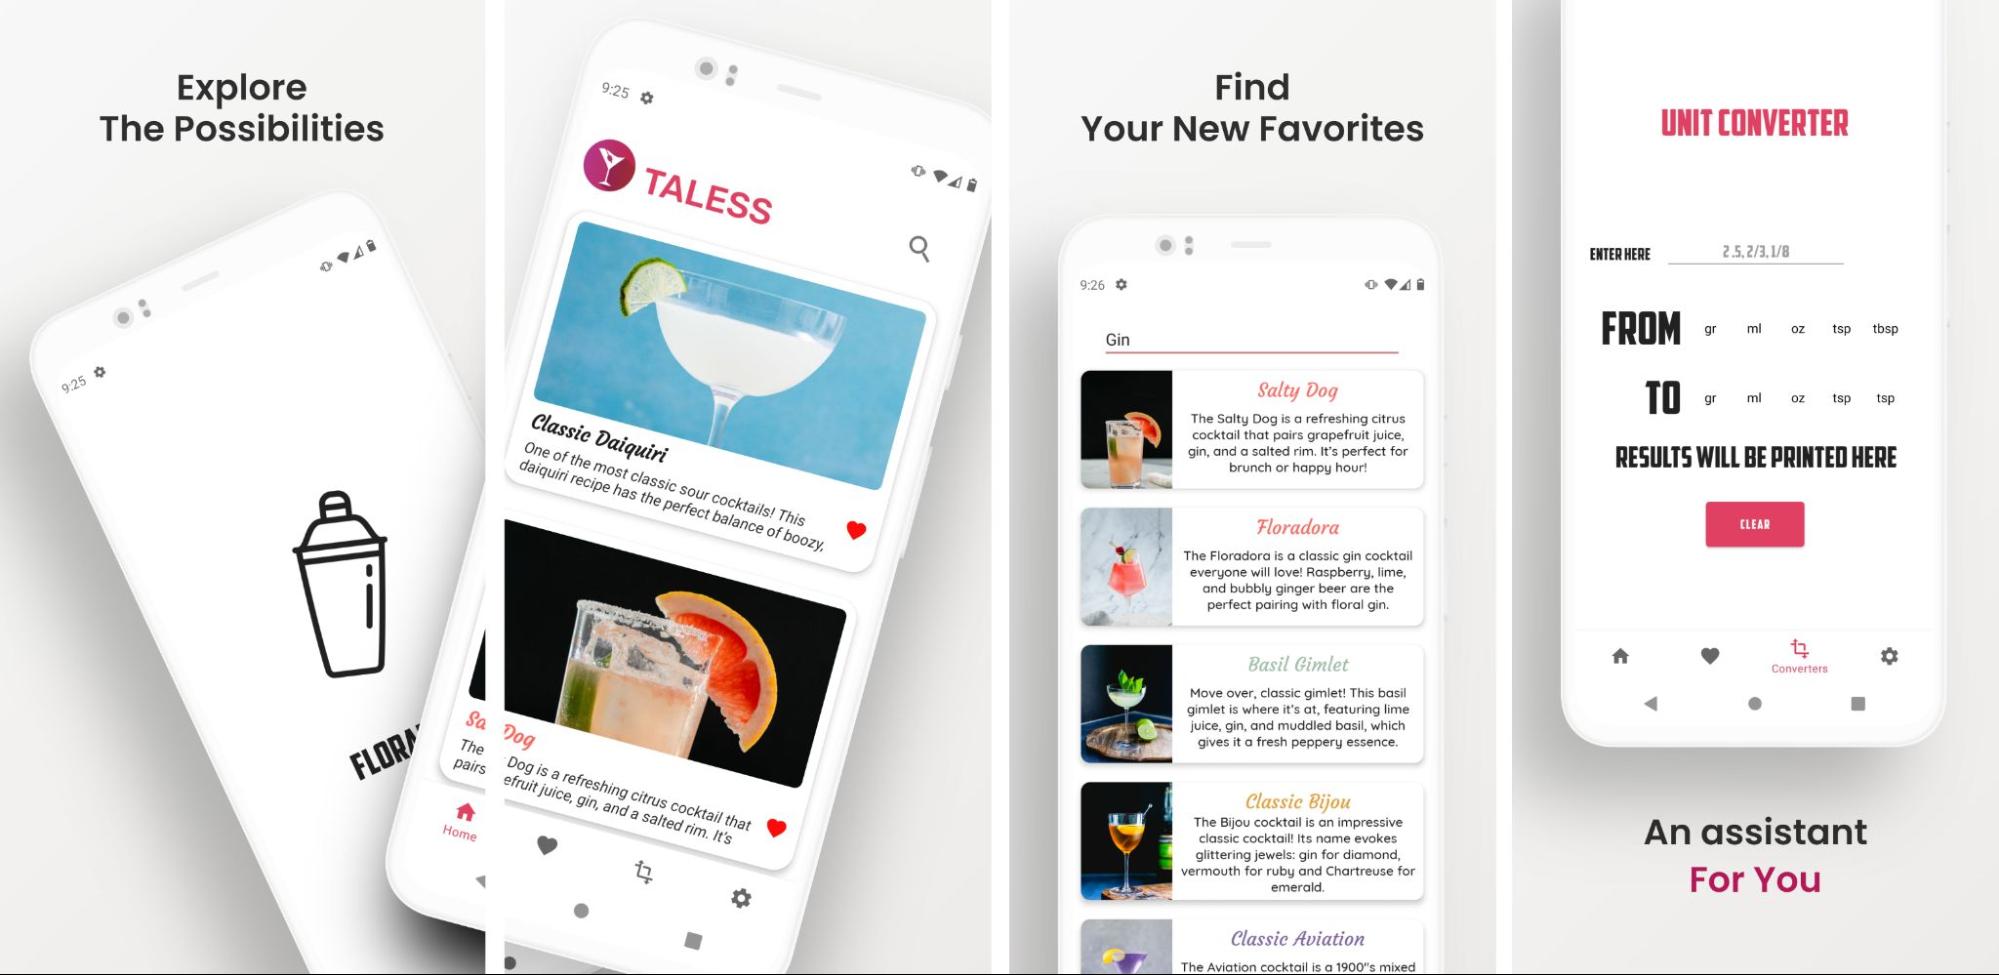 Explore
The Possibilities
9:25
FLORA
9:25
TALESS
Classic Daiquiri
One of the most classic sour cocktails! This
daiquiri recipe has the perfect balance of boozy,
Sa Dog
The Dog is a refreshing citrus cocktail that
pairs efruit juice, gin, and a salted rim. It's
Home
Find
Your New Favorites
9:26
Gin
Salty Dog
The Salty Dog is a refreshing citrus
cocktail that pairs grapefruit juice,
gin, and a salted rim. It's perfect for
brunch or happy hour!
Floradora
The Floradora is a classic gin cocktail
everyone will love! Raspberry, lime,
and bubbly ginger beer are the
perfect pairing with floral gin.
Basil Gimlet
Move over, classic gimlet! This basil
gimlet is where it's at, featuring lime
juice, gin, and muddled basil, which
gives it a fresh peppery essence.
Classic Bijou
The Bijou cocktail is an impressive
classic cocktail! Its name evokes
glittering jewels: gin for diamond,
vermouth for ruby and Chartreuse for
emerald.
Classic Aviation
The Aviation cocktail is a 1900"s mixed
UNIT CONVERTER
ENTER HERE 2.5, 2/3, 1/8
FROM gr ml oz tsp tbsp
TO gr ml oz tsp tsp
RESULTS WILL BE PRINTED HERE
CLEAR
Converters
An assistant
For You